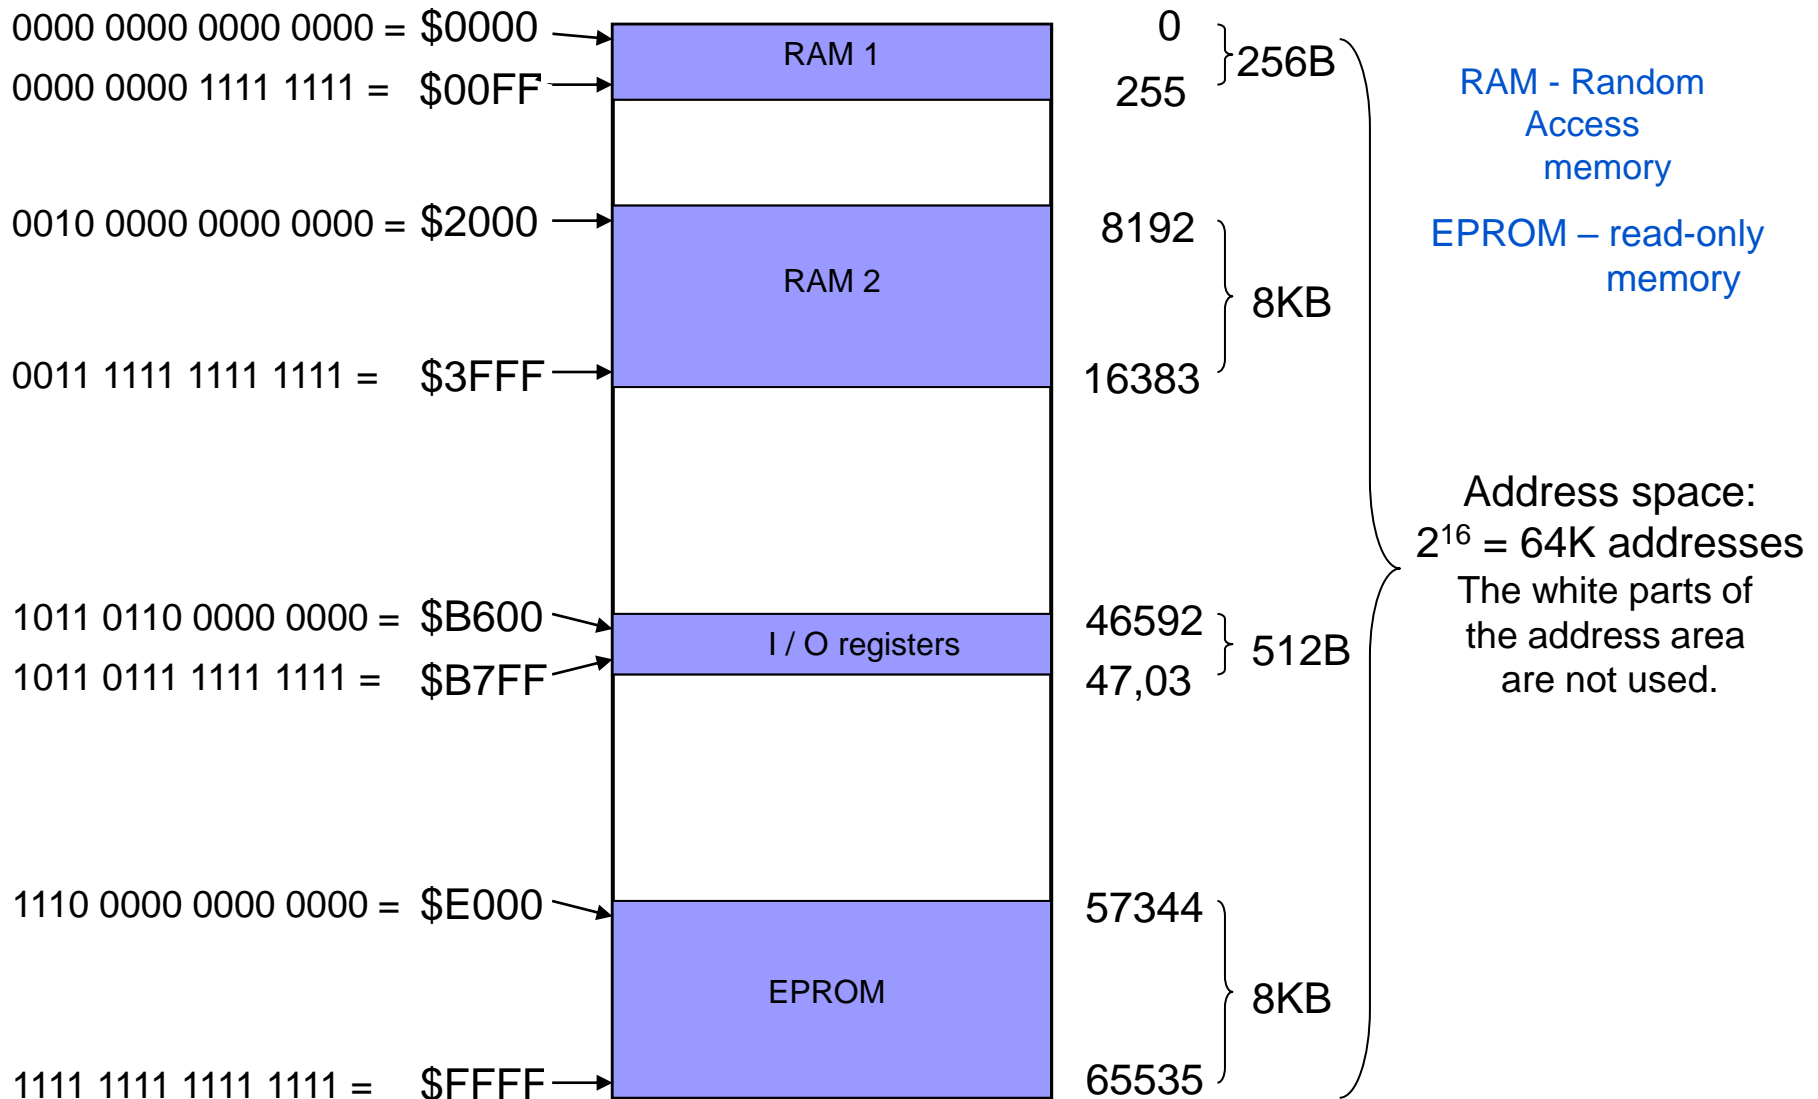 0000 0000 0000 0000 = $0000
RAM 1
0
256B
0000 0000 1111 1111 = $00FF
255
RAM - Random
Access
memory
0010 0000 0000 0000 = $2000
RAM 2
8192
8KB
EPROM – read-only
memory
0011 1111 1111 1111 = $3FFF
16383
Address space:
2¹⁶ = 64K addresses
The white parts of
the address area
are not used.
1011 0110 0000 0000 = $B600
I / O registers
46592
512B
1011 0111 1111 1111 = $B7FF
47,03
1110 0000 0000 0000 = $E000
57344
EPROM
8KB
1111 1111 1111 1111 = $FFFF
65535